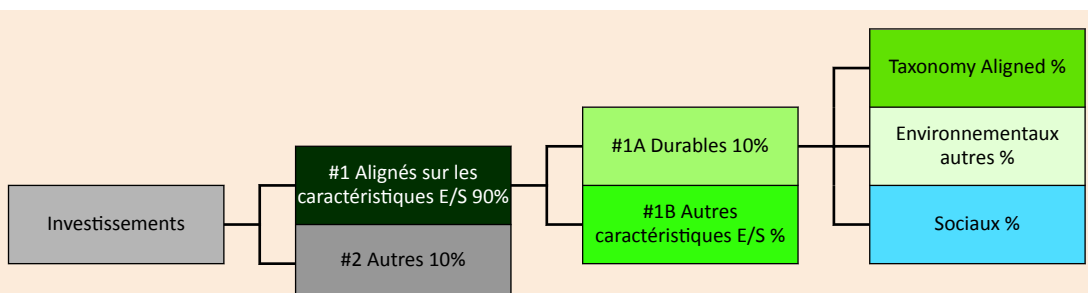 Investissements
#1 Alignés sur les
caractéristiques E/S 90%
#2 Autres 10%
#1A Durables 10%
#1B Autres
caractéristiques E/S %
Taxonomy Aligned %
Environnementaux
autres %
Sociaux %